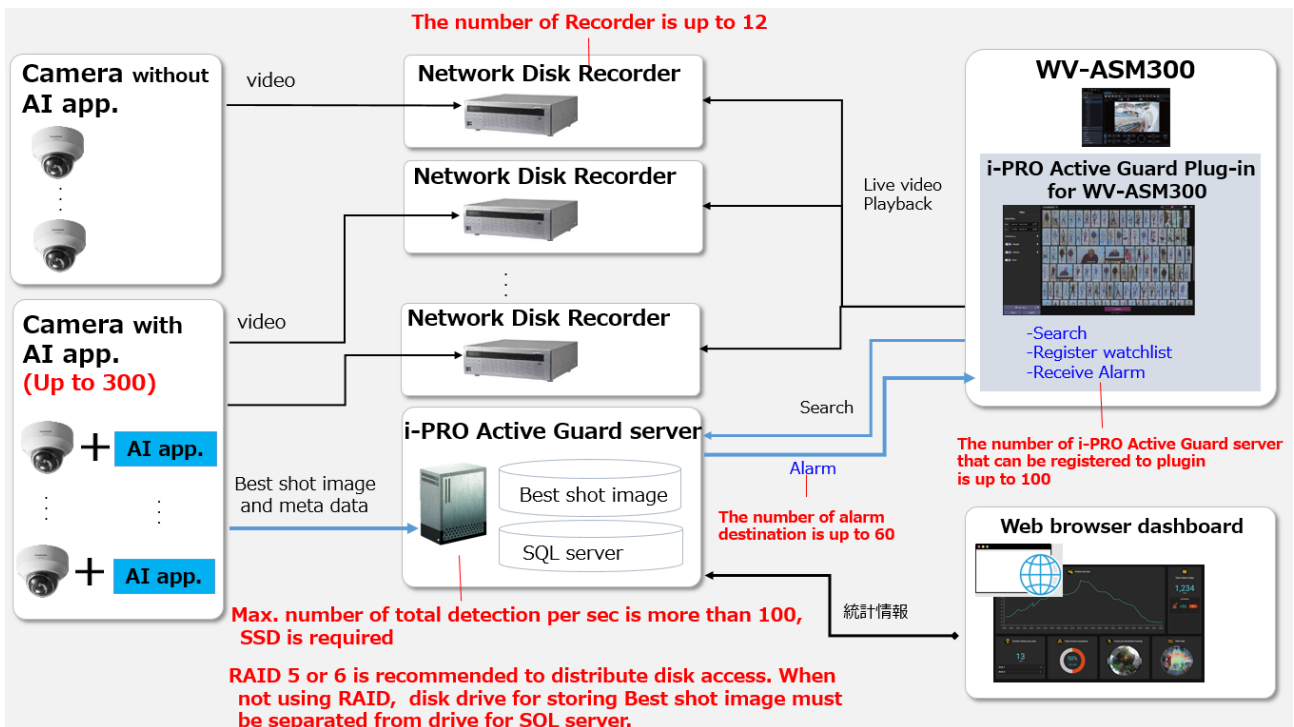 The number of Recorder is up to 12
Camera without
AI app.
video
Network Disk Recorder
Network Disk Recorder
Network Disk Recorder
Camera with
AI app.
(Up to 300)
video
AI app.
AI app.
Best shot image
and meta data
i-PRO Active Guard server
Best shot image
SQL server
Live video
Playback
Search
Alarm
The number of alarm
destination is up to 60
WV-ASM300
i-PRO Active Guard Plug-in
for WV-ASM300
-Search
-Register watchlist
-Receive Alarm
The number of i-PRO Active Guard server
that can be registered to plugin
is up to 100
Web browser dashboard
1,234
13
統計情報
Max. number of total detection per sec is more than 100,
SSD is required
RAID 5 or 6 is recommended to distribute disk access. When
not using RAID, disk drive for storing Best shot image must
be separated from drive for SQL server.